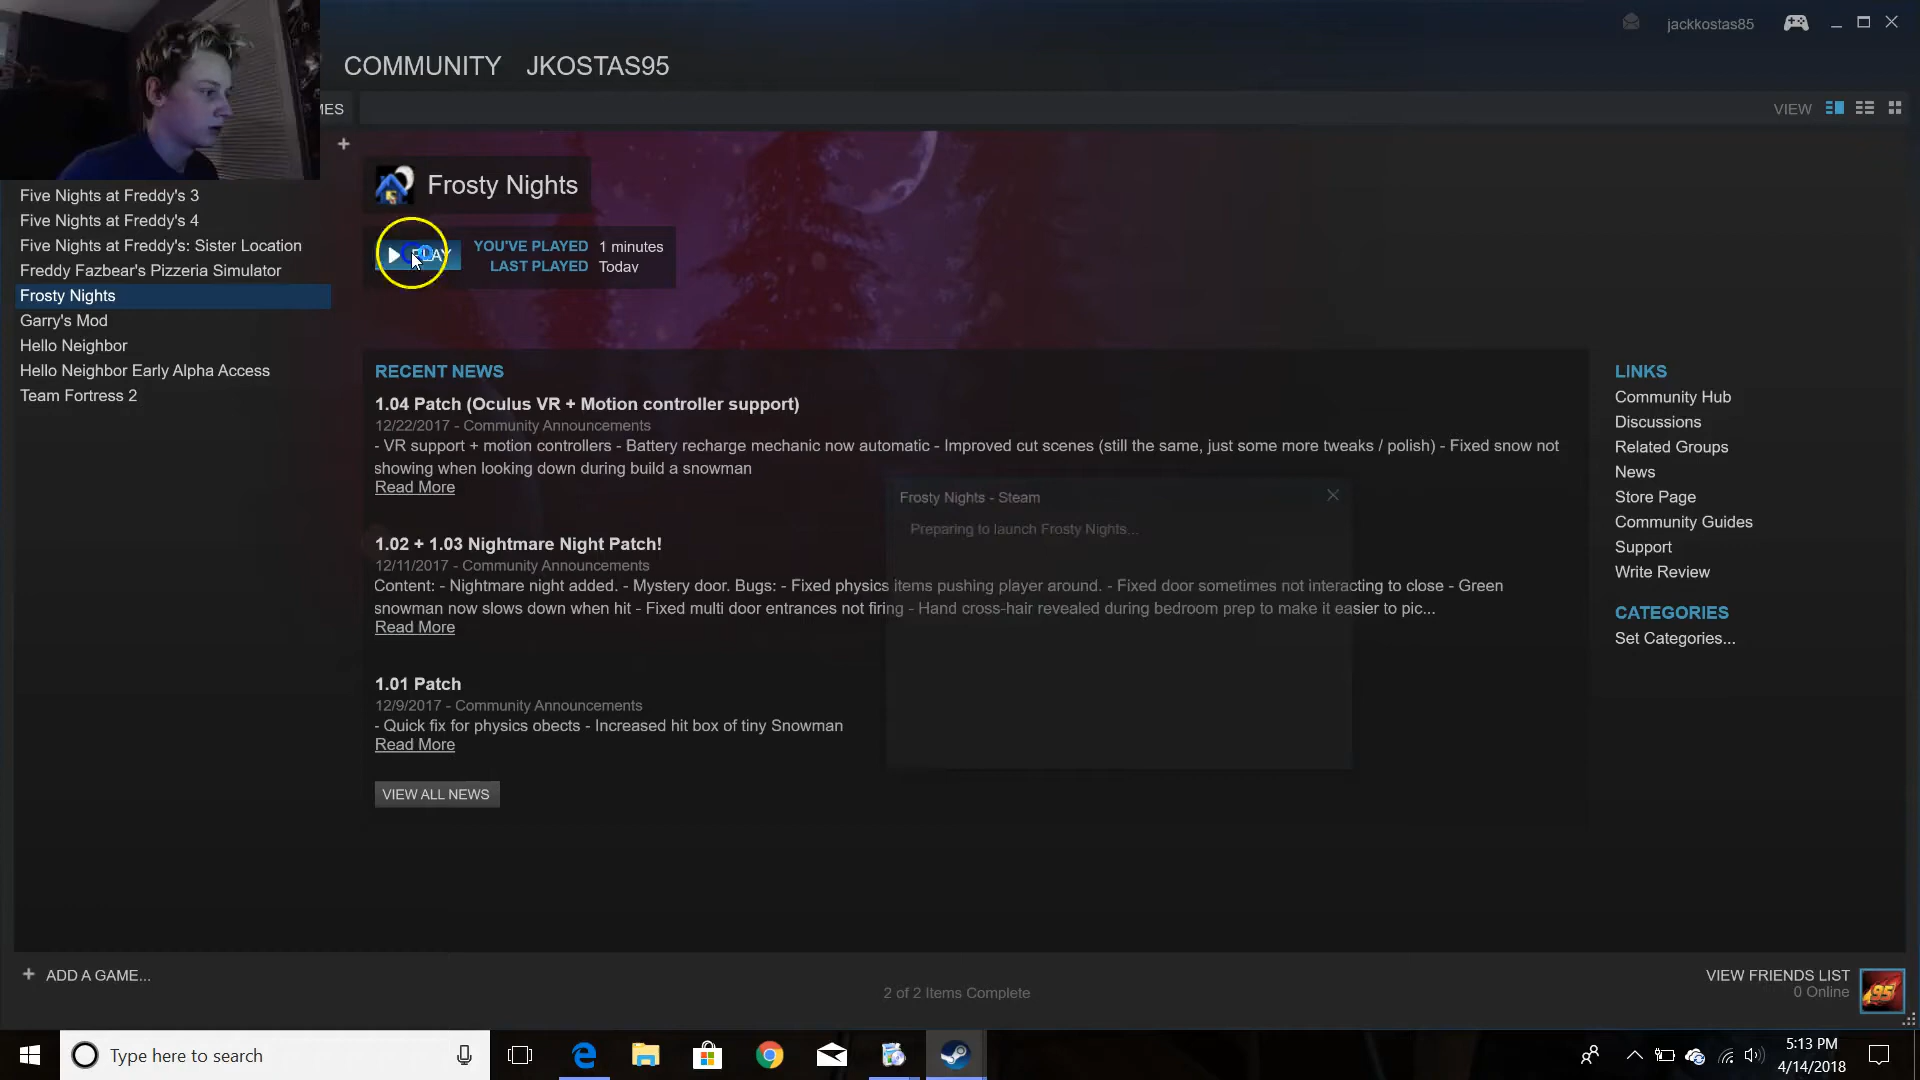 jackkostas85
COMMUNITY JKOSTAS95
MES
VIEW
Frosty Nights
PLAY
YOU'VE PLAYED 1 minutes
LAST PLAYED Today
Five Nights at Freddy's 3
Five Nights at Freddy's 4
Five Nights at Freddy's: Sister Location
Freddy Fazbear's Pizzeria Simulator
Frosty Nights
Garry's Mod
Hello Neighbor
Hello Neighbor Early Alpha Access
Team Fortress 2
RECENT NEWS
1.04 Patch (Oculus VR + Motion controller support)
12/22/2017 - Community Announcements
- VR support + motion controllers - Battery recharge mechanic now automatic - Improved cut scenes (still the same, just some more tweaks / polish) - Fixed snow not
showing when looking down during build a snowman
Read More
1.02 + 1.03 Nightmare Night Patch!
12/11/2017 - Community Announcements
Content: - Nightmare night added. - Mystery door. Bugs: - Fixed physics items pushing player around. - Fixed door sometimes not interacting to close - Green
snowman now slows down when hit - Fixed multi door entrances not firing - Hand cross-hair revealed during bedroom prep to make it easier to pic...
Read More
1.01 Patch
12/9/2017 - Community Announcements
- Quick fix for physics obects - Increased hit box of tiny Snowman
Read More
VIEW ALL NEWS
Frosty Nights - Steam
Preparing to launch Frosty Nights...
LINKS
Community Hub
Discussions
Related Groups
News
Store Page
Community Guides
Support
Write Review
CATEGORIES
Set Categories...
+ ADD A GAME...
2 of 2 Items Complete
VIEW FRIENDS LIST
0 Online
95
Type here to search
5:13 PM
4/14/2018